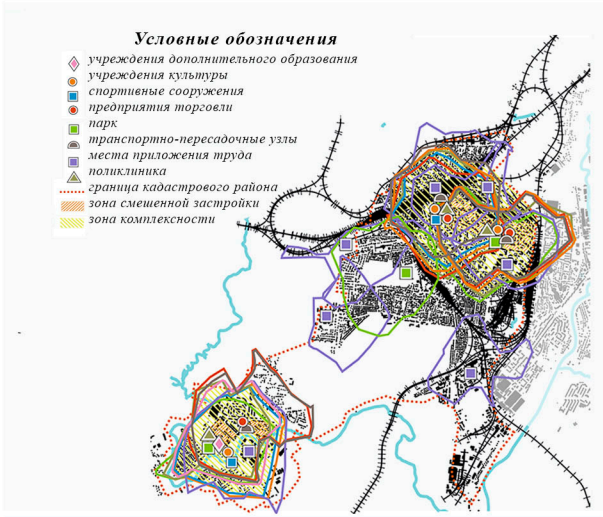 Условные обозначения
учреждения дополнительного образования
учреждения культуры
спортивные сооружения
предприятия торговли
парк
транспортно-пересадочные узлы
места приложения труда
поликлиника
граница кадастрового района
зона смешенной застройки
зона комплексности